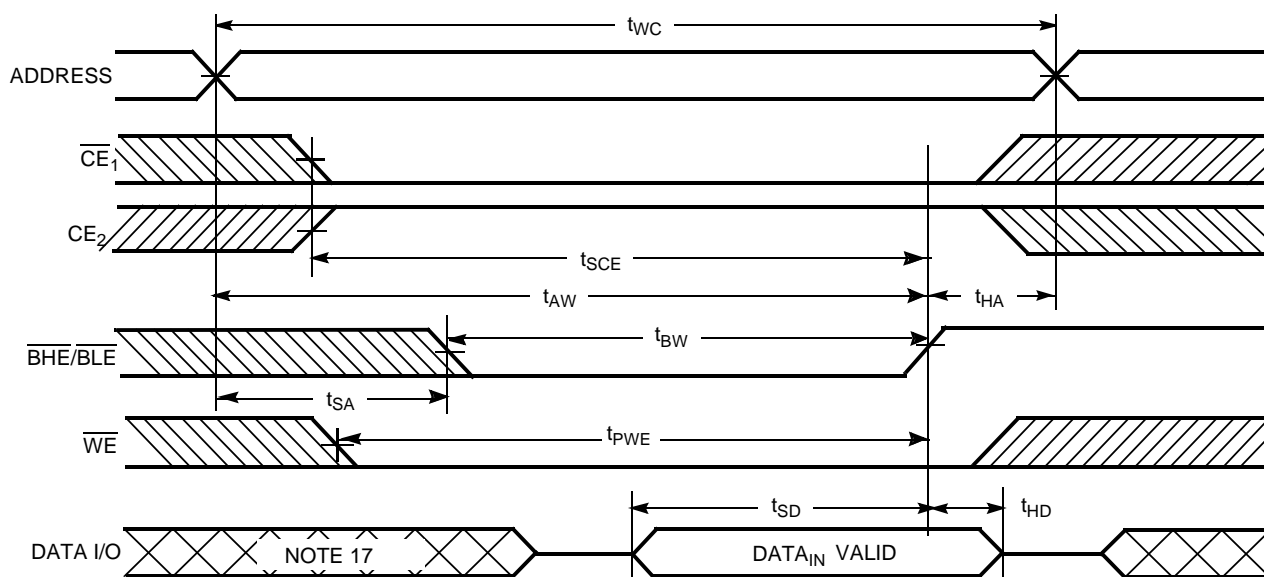 tWC
ADDRESS
CE1
CE2
tSCE
tAW
tHA
BHE/BLE
tBW
tSA
WE
tPWE
tSD
tHD
DATA I/O
NOTE 17
DATAIN VALID